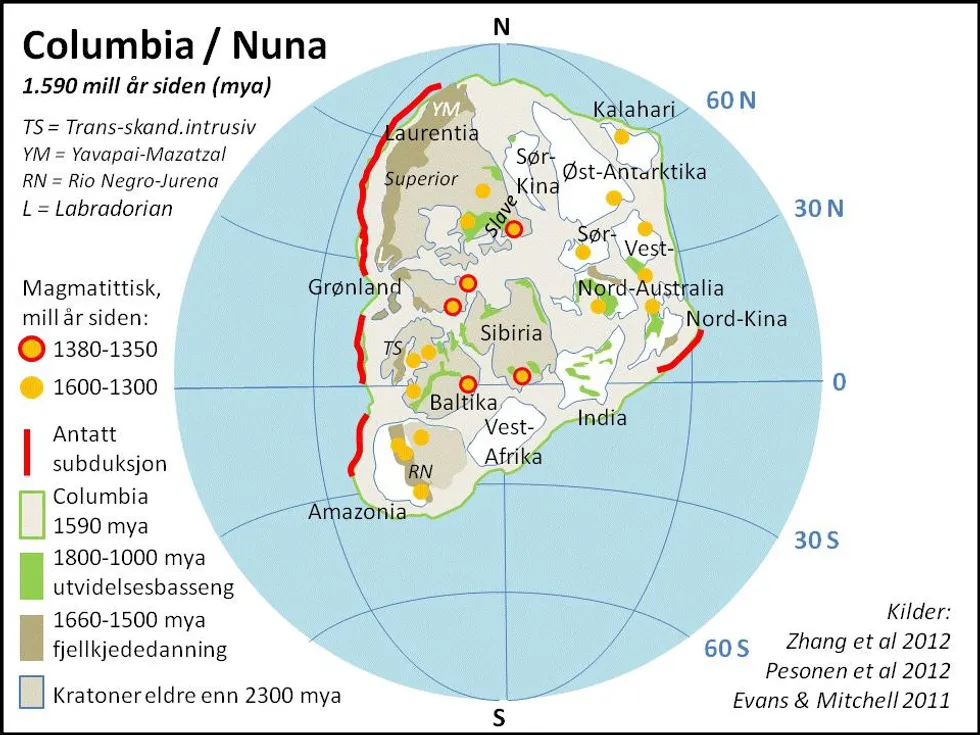 Columbia / Nuna
1.590 mill år siden (mya)
TS = Trans-skand.intrusiv
YM = Yavapai-Mazatzal
RN = Rio Negro-Jurena
L = Labradorian
Magmatittisk,
mill år siden:
1380-1350
1600-1300
Antatt
subduksjon
Columbia
1590 mya
1800-1000 mya
utvidelsesbasseng
1660-1500 mya
fjellkjededanning
Kratoner eldre enn 2300 mya
N
60 N
30 N
0
30 S
60 S
S
YM
Laurentia
Superior
Slave
L
Grønland
Sør-
Kina
Kalahari
Øst-Antarktika
Sør-
Vest-
Nord-Australia
Nord-Kina
Sibiria
TS
Baltika
India
Vest-
Afrika
RN
Amazonia
Kilder:
Zhang et al 2012
Pesonen et al 2012
Evans & Mitchell 2011